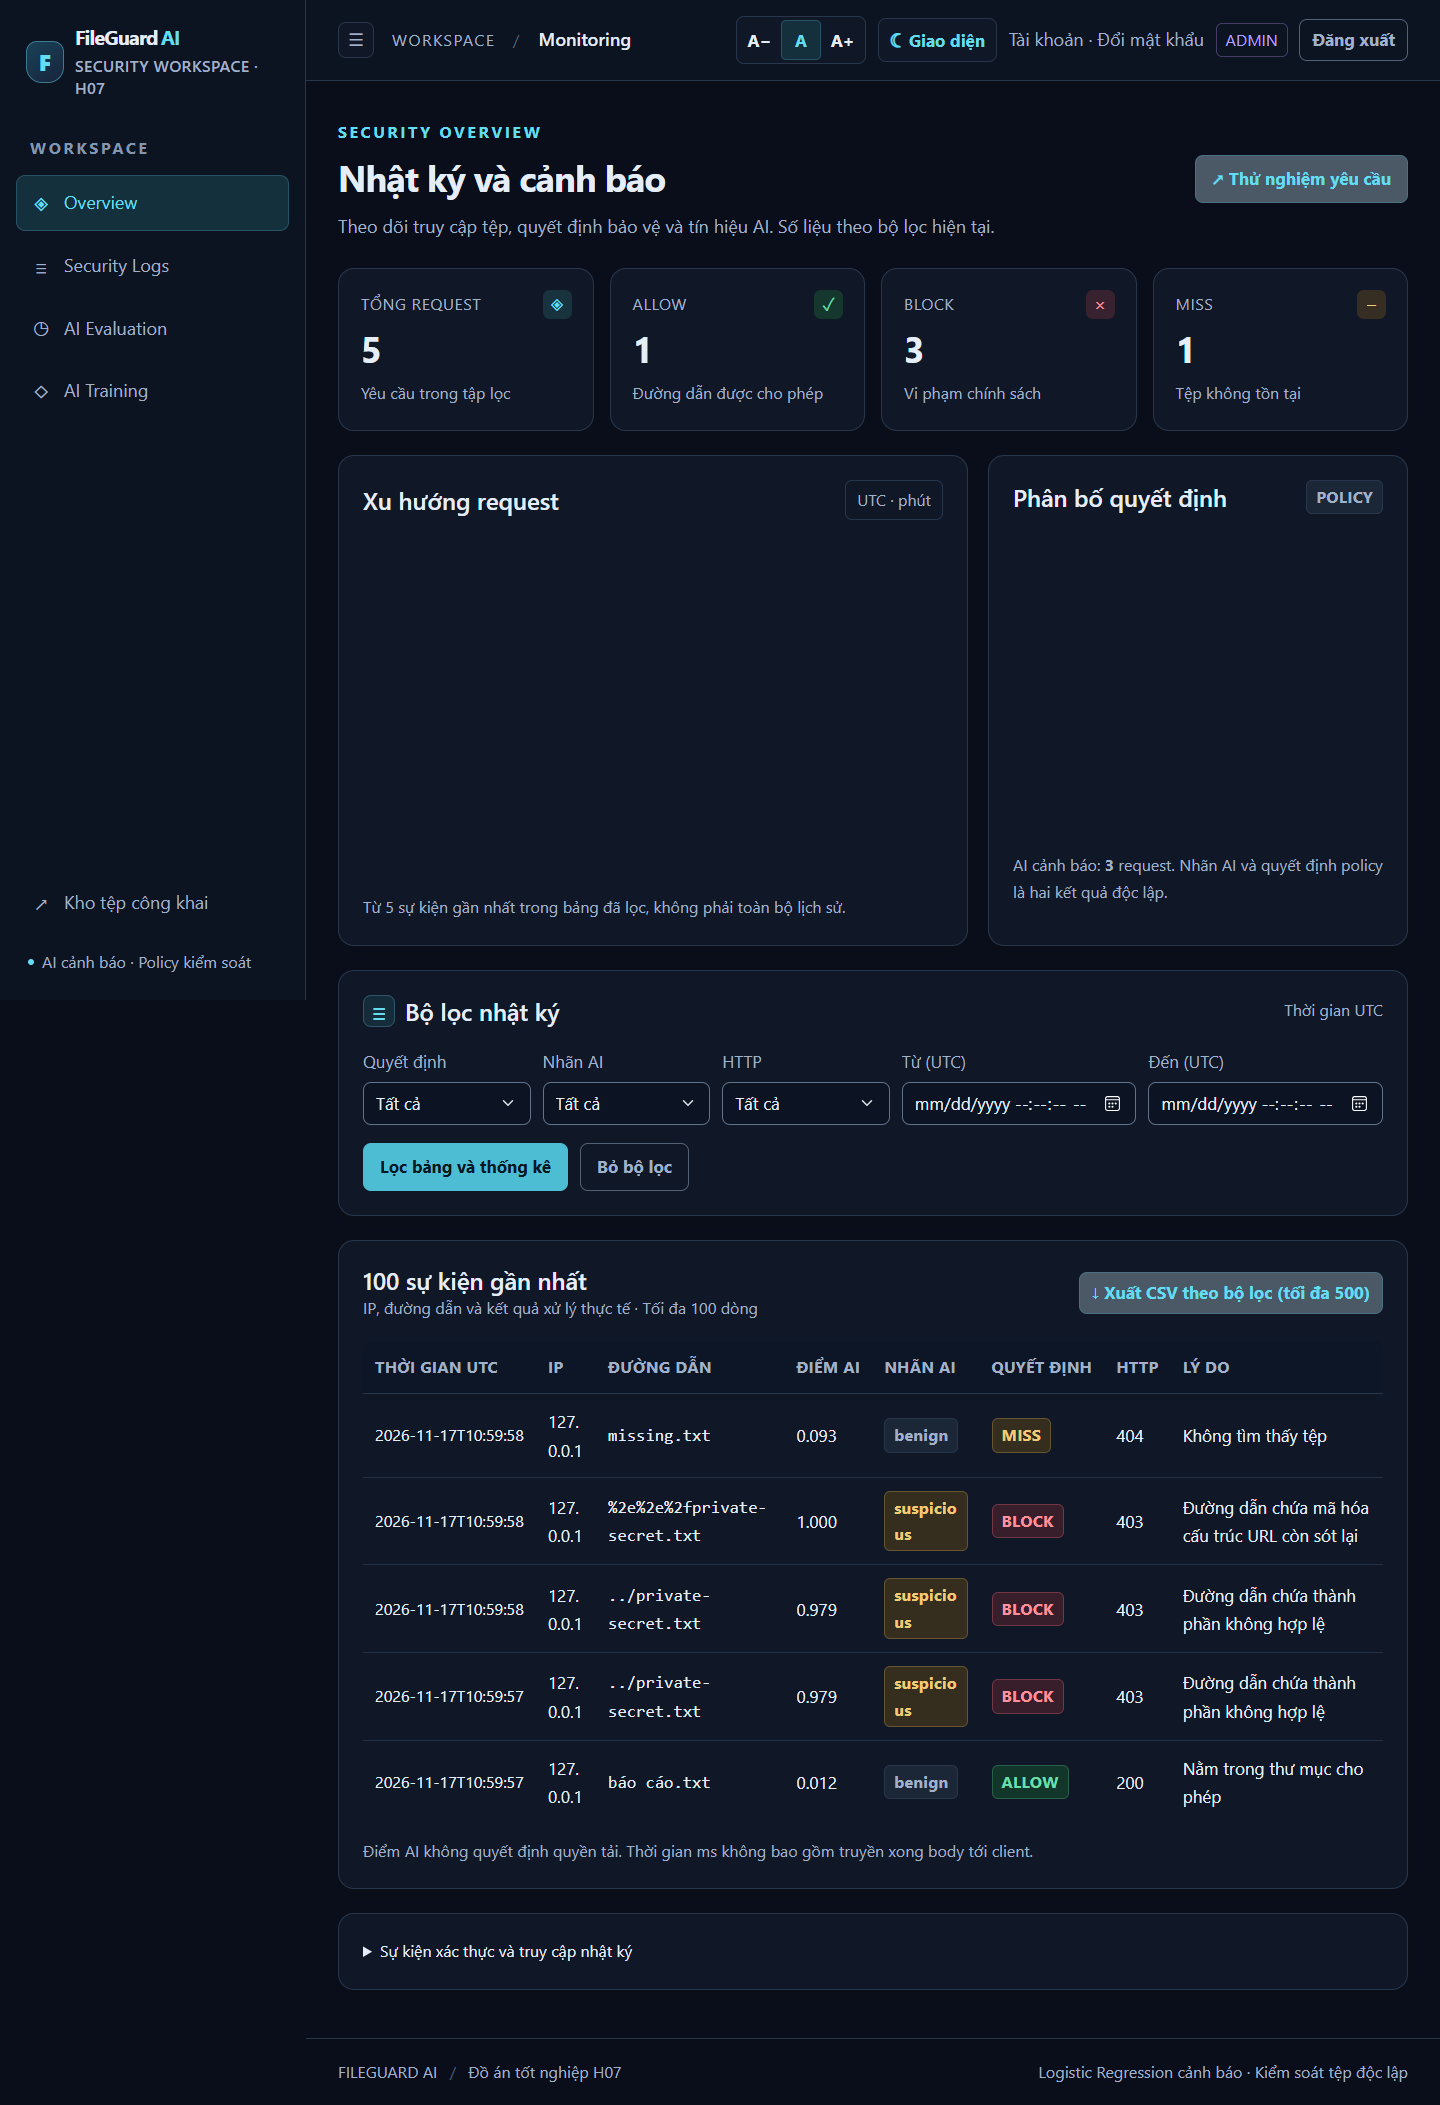 FileGuard AI
SECURITY WORKSPACE ·
H07
WORKSPACE
Overview
Security Logs
AI Evaluation
AI Training
Kho tệp công khai
AI cảnh báo · Policy kiểm soát
WORKSPACE / Monitoring
A− A A+ Giao diện Tài khoản · Đổi mật khẩu ADMIN Đăng xuất
SECURITY OVERVIEW
Nhật ký và cảnh báo
↗ Thử nghiệm yêu cầu
Theo dõi truy cập tệp, quyết định bảo vệ và tín hiệu AI. Số liệu theo bộ lọc hiện tại.
TỔNG REQUEST
5
Yêu cầu trong tập lọc
ALLOW
1
Đường dẫn được cho phép
BLOCK
3
Vi phạm chính sách
MISS
1
Tệp không tồn tại
Xu hướng request
UTC · phút
Từ 5 sự kiện gần nhất trong bảng đã lọc, không phải toàn bộ lịch sử.
Phân bố quyết định
POLICY
AI cảnh báo: 3 request. Nhãn AI và quyết định policy
là hai kết quả độc lập.
Bộ lọc nhật ký
Thời gian UTC
Quyết định Nhãn AI HTTP Từ (UTC) Đến (UTC)
Tất cả Tất cả Tất cả mm/dd/yyyy --:--:-- -- mm/dd/yyyy --:--:-- --
Lọc bảng và thống kê Bỏ bộ lọc
100 sự kiện gần nhất
IP, đường dẫn và kết quả xử lý thực tế · Tối đa 100 dòng
↓ Xuất CSV theo bộ lọc (tối đa 500)
THỜI GIAN UTC IP ĐƯỜNG DẪN ĐIỂM AI NHÃN AI QUYẾT ĐỊNH HTTP LÝ DO
2026-11-17T10:59:58 127. missing.txt 0.093 benign MISS 404 Không tìm thấy tệp
0.0.1
2026-11-17T10:59:58 127. %2e%2e%2fprivate- 1.000 suspicio BLOCK 403 Đường dẫn chứa mã hóa
0.0.1 secret.txt us cấu trúc URL còn sót lại
2026-11-17T10:59:58 127. ../private- 0.979 suspicio BLOCK 403 Đường dẫn chứa thành
0.0.1 secret.txt us phần không hợp lệ
2026-11-17T10:59:57 127. ../private- 0.979 suspicio BLOCK 403 Đường dẫn chứa thành
0.0.1 secret.txt us phần không hợp lệ
2026-11-17T10:59:57 127. báo cáo.txt 0.012 benign ALLOW 200 Nằm trong thư mục cho
0.0.1 phép
Điểm AI không quyết định quyền tải. Thời gian ms không bao gồm truyền xong body tới client.
▶ Sự kiện xác thực và truy cập nhật ký
FILEGUARD AI / Đồ án tốt nghiệp H07
Logistic Regression cảnh báo · Kiểm soát tệp độc lập